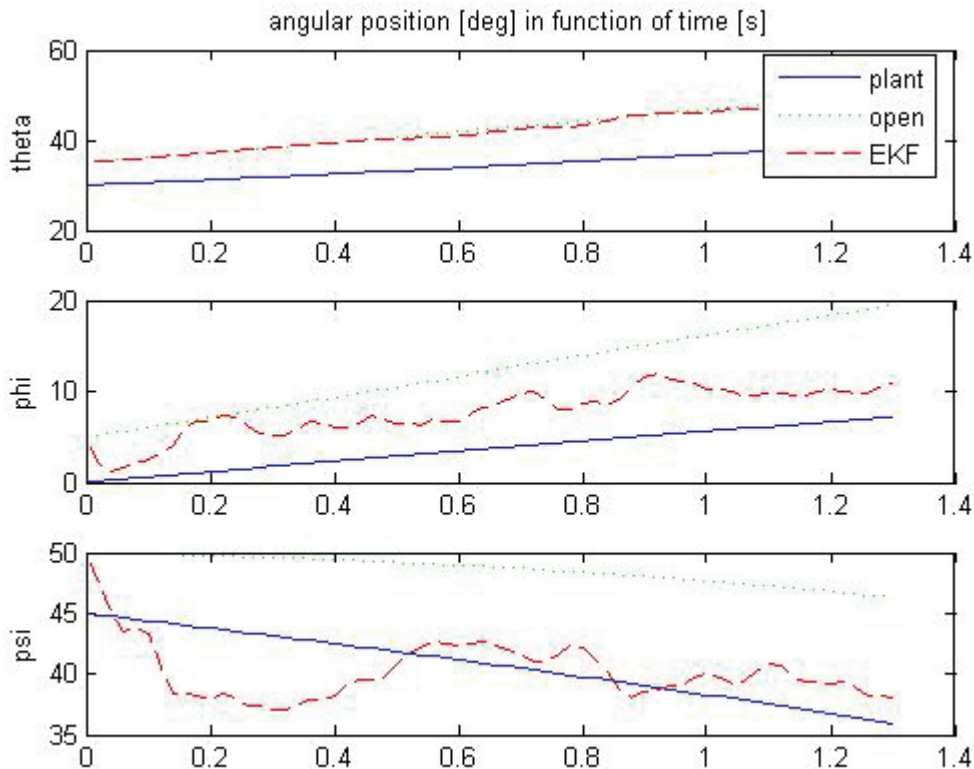 angular position [deg] in function of time [s]
60
40
20
theta
plant
open
EKF
0 0.2 0.4 0.6 0.8 1 1.2 1.4
20
10
0
phi
0 0.2 0.4 0.6 0.8 1 1.2 1.4
50
45
40
35
psi
0 0.2 0.4 0.6 0.8 1 1.2 1.4